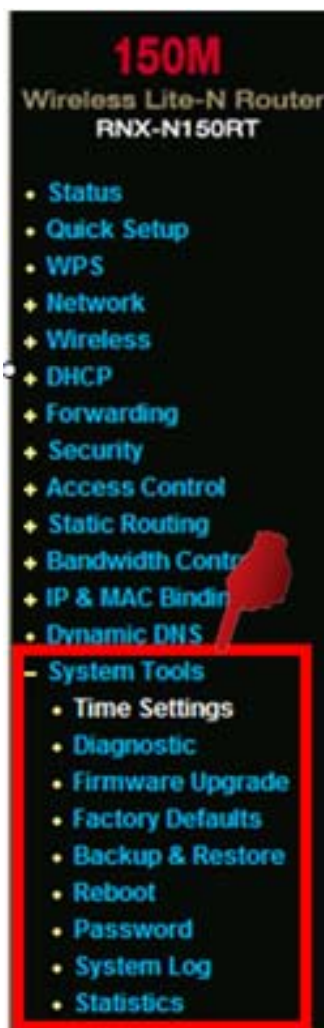 150M
Wireless Lite-N Router
RNX-N150RT
Status
Quick Setup
WPS
Network
Wireless
DHCP
Forwarding
Security
Access Control
Static Routing
Bandwidth Contr
IP & MAC Bindin
Dynamic DNS
System Tools
Time Settings
Diagnostic
Firmware Upgrade
Factory Defaults
Backup & Restore
Reboot
Password
System Log
Statistics